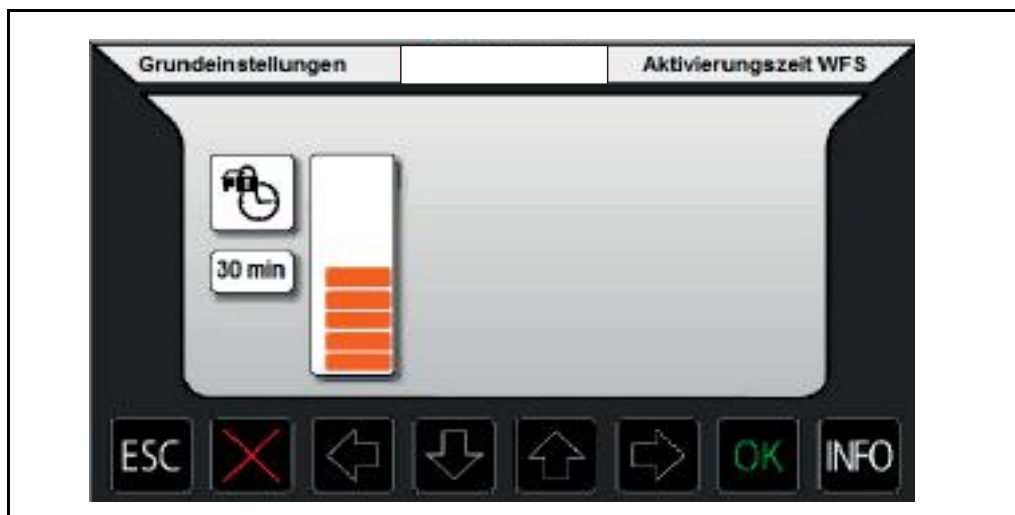 Grundeinstellungen
Aktivierungszeit WFS
30 min
ESC
OK
INFO